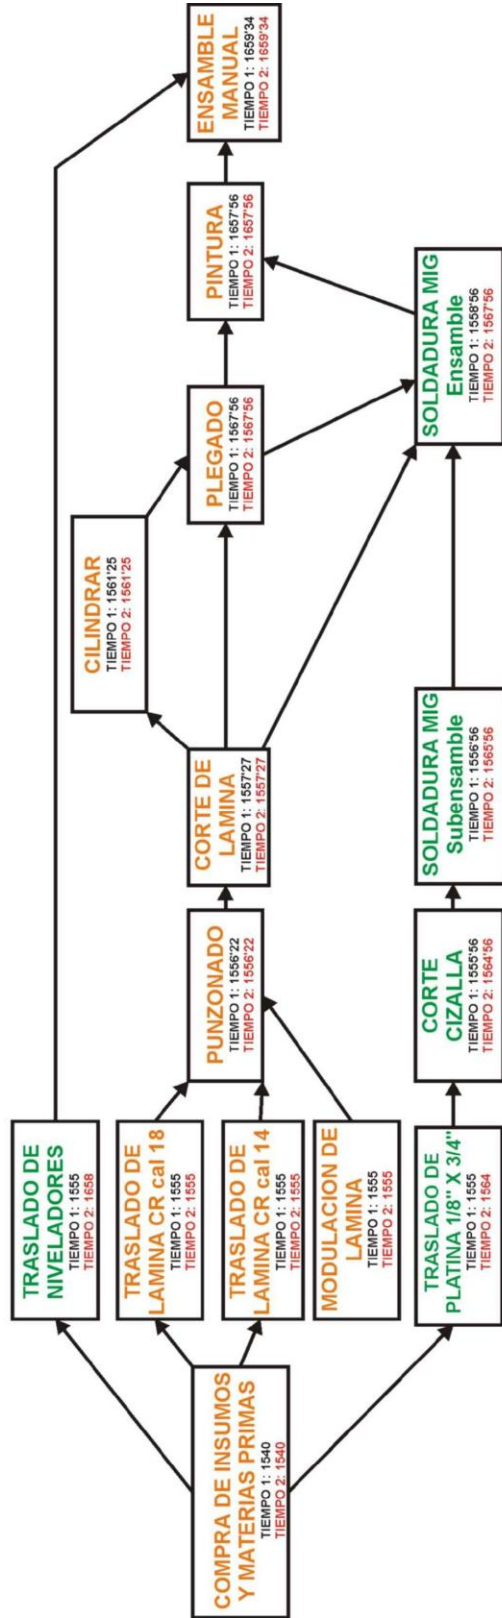 COMPRA DE INSUMOS
Y MATERIAS PRIMAS
TIEMPO 1: 1540
TIEMPO 2: 1540
TRASLADO DE
NIVELADORES
TIEMPO 1: 1555
TIEMPO 2: 1658
TRASLADO DE
LAMINA CR cal 18
TIEMPO 1: 1555
TIEMPO 2: 1555
TRASLADO DE
LAMINA CR cal 14
TIEMPO 1: 1555
TIEMPO 2: 1555
MODULACION DE
LAMINA
TIEMPO 1: 1555
TIEMPO 2: 1555
TRASLADO DE
PLATINA 1/8" X 3/4"
TIEMPO 1: 1555
TIEMPO 2: 1564
PUNZONADO
TIEMPO 1: 1556'22
TIEMPO 2: 1556'22
CORTE
CIZALLA
TIEMPO 1: 1555'56
TIEMPO 2: 1564'56
CORTE DE
LAMINA
TIEMPO 1: 1557'27
TIEMPO 2: 1557'27
SOLDADURA MIG
Subensamble
TIEMPO 1: 1556'56
TIEMPO 2: 1565'56
CILINDRAR
TIEMPO 1: 1561'25
TIEMPO 2: 1561'25
PLEGADO
TIEMPO 1: 1567'56
TIEMPO 2: 1567'56
SOLDADURA MIG
Ensamble
TIEMPO 1: 1558'56
TIEMPO 2: 1567'56
PINTURA
TIEMPO 1: 1657'56
TIEMPO 2: 1657'56
ENSAMBLE
MANUAL
TIEMPO 1: 1659'34
TIEMPO 2: 1659'34